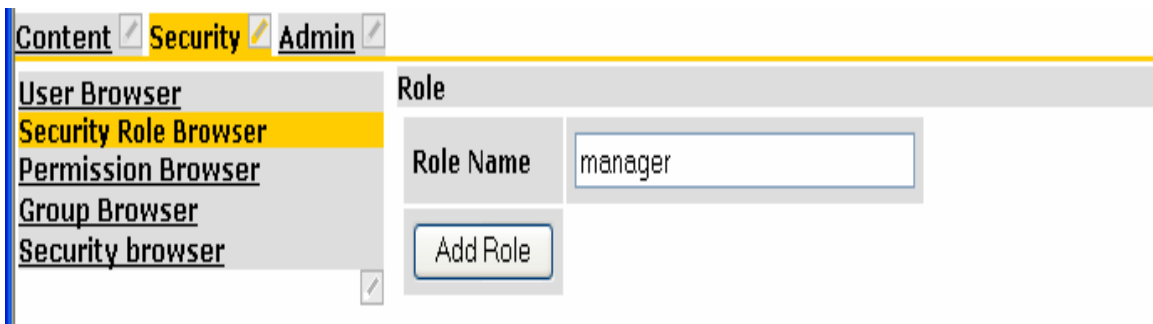 Content Security Admin
User Browser
Security Role Browser
Permission Browser
Group Browser
Security browser
Role
Role Name manager
Add Role